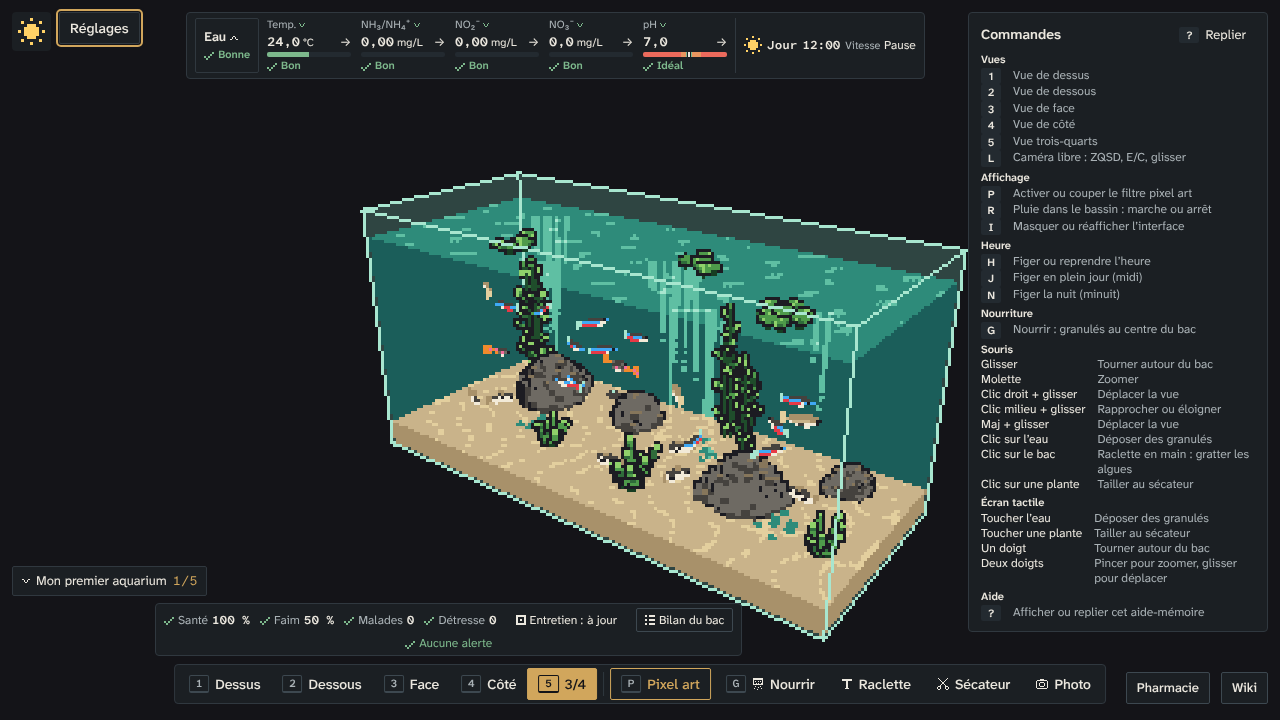 Réglages
Eau
Bonne
Temp.
24,0 °C
Bon
NH₃/NH₄⁺
0,00 mg/L
Bon
NO₂⁻
0,00 mg/L
Bon
NO₃⁻
0,0 mg/L
Bon
pH
7,0
Idéal
Jour 12:00 Vitesse Pause
Commandes
? Replier
Vues
1 Vue de dessus
2 Vue de dessous
3 Vue de face
4 Vue de côté
5 Vue trois-quarts
L Caméra libre : ZQSD, E/C, glisser
Affichage
P Activer ou couper le filtre pixel art
R Pluie dans le bassin : marche ou arrêt
I Masquer ou réafficher l'interface
Heure
H Figer ou reprendre l'heure
J Figer en plein jour (midi)
N Figer la nuit (minuit)
Nourriture
G Nourrir : granulés au centre du bac
Souris
Glisser Tourner autour du bac
Molette Zoomer
Clic droit + glisser Déplacer la vue
Clic milieu + glisser Rapprocher ou éloigner
Maj + glisser Déplacer la vue
Clic sur l'eau Déposer des granulés
Clic sur le bac Raclette en main : gratter les
algues
Clic sur une plante Tailler au sécateur
Écran tactile
Toucher l'eau Déposer des granulés
Toucher une plante Tailler au sécateur
Un doigt Tourner autour du bac
Deux doigts Pincer pour zoomer, glisser
pour déplacer
Aide
? Afficher ou replier cet aide-mémoire
Mon premier aquarium 1/5
Santé 100 % Faim 50 % Malades 0 Détresse 0 Entretien : à jour Bilan du bac
Aucune alerte
1 Dessus 2 Dessous 3 Face 4 Côté 5 3/4 P Pixel art G Nourrir Raclette Sécateur Photo
Pharmacie Wiki